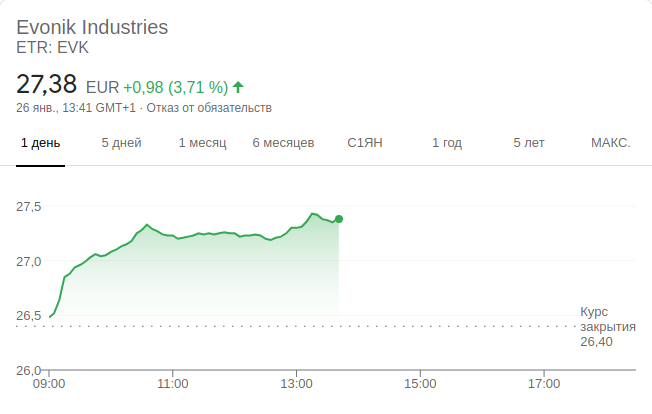 Evonik Industries
ETR: EVK
27,38 EUR +0,98 (3,71 %)
26 янв., 13:41 GMT+1 · Отказ от обязательств
1 день 5 дней 1 месяц 6 месяцев С1ЯН 1 год 5 лет МАКС.
27,5
27,0
26,5
Курс
закрытия
26,40
26,0
09:00 11:00 13:00 15:00 17:00